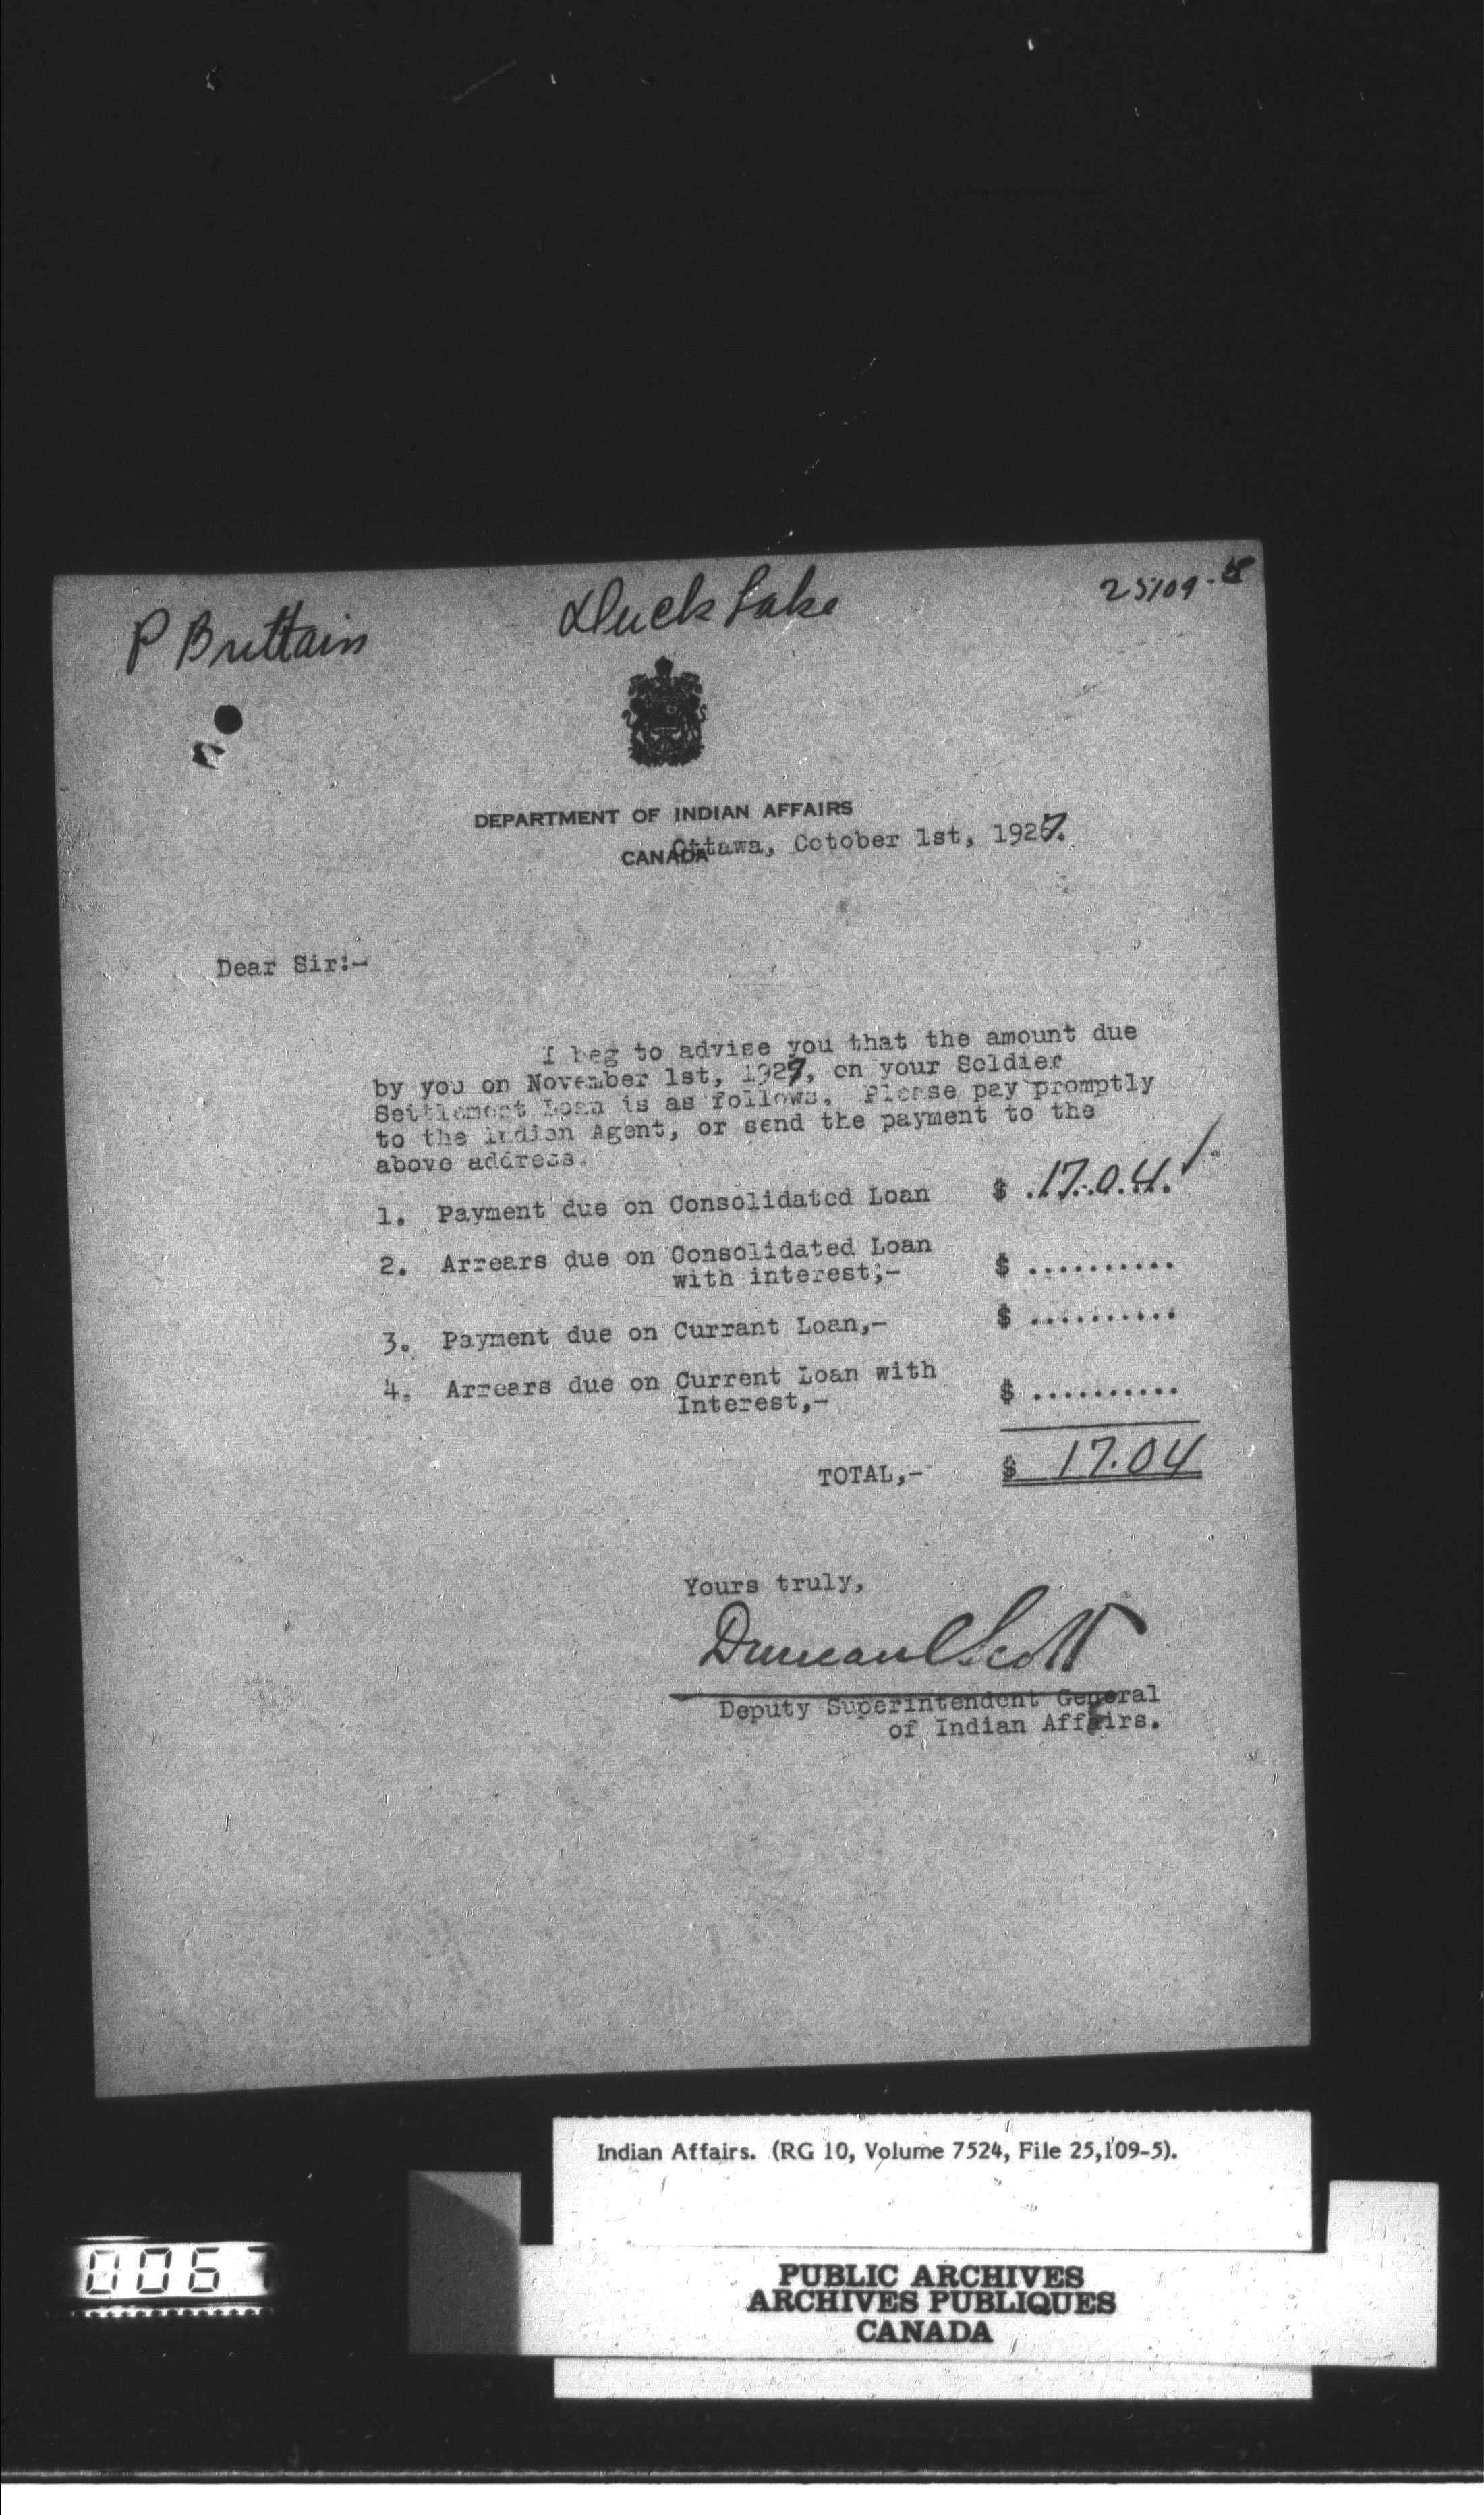 P Brittain
Duck Lake
25109-5
DEPARTMENT OF INDIAN AFFAIRS
CANADA
Ottawa, October 1st, 1927.
Dear Sir:-
I beg to advise you that the amount due
by you on November 1st, 1927, on your Soldier
Settlement Loan is as follows. Please pay promptly
to the Indian Agent, or send the payment to the
above address.
1. Payment due on Consolidated Loan $ .17.04.
2. Arrears due on Consolidated Loan
with interest;- $ ..........
3. Payment due on Currant Loan,- $ ..........
4. Arrears due on Current Loan with
Interest,- $ ..........
TOTAL,- $ 17.04
Yours truly,
Duncan C Scott
Deputy Superintendent General
of Indian Affairs.
Indian Affairs. (RG 10, Volume 7524, File 25,109-5).
PUBLIC ARCHIVES
ARCHIVES PUBLIQUES
CANADA
0067